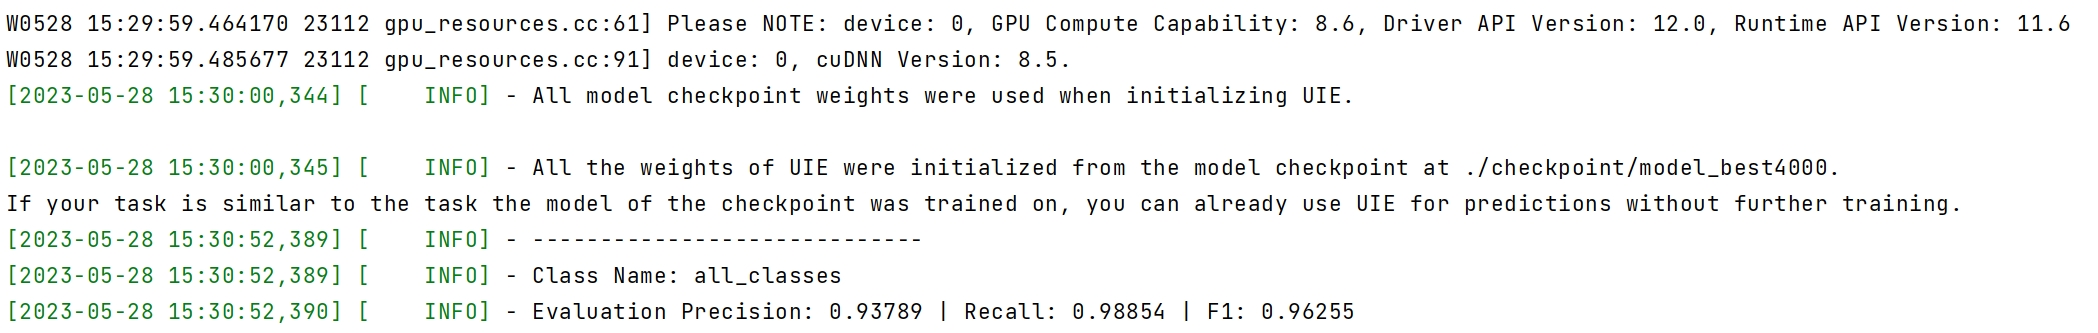 W0528 15:29:59.464170 23112 gpu_resources.cc:61] Please NOTE: device: 0, GPU Compute Capability: 8.6, Driver API Version: 12.0, Runtime API Version: 11.6
W0528 15:29:59.485677 23112 gpu_resources.cc:91] device: 0, cuDNN Version: 8.5.
[2023-05-28 15:30:00,344] [    INFO] - All model checkpoint weights were used when initializing UIE.

[2023-05-28 15:30:00,345] [    INFO] - All the weights of UIE were initialized from the model checkpoint at ./checkpoint/model_best4000.
If your task is similar to the task the model of the checkpoint was trained on, you can already use UIE for predictions without further training.
[2023-05-28 15:30:52,389] [    INFO] - -----------------------------
[2023-05-28 15:30:52,389] [    INFO] - Class Name: all_classes
[2023-05-28 15:30:52,390] [    INFO] - Evaluation Precision: 0.93789 | Recall: 0.98854 | F1: 0.96255